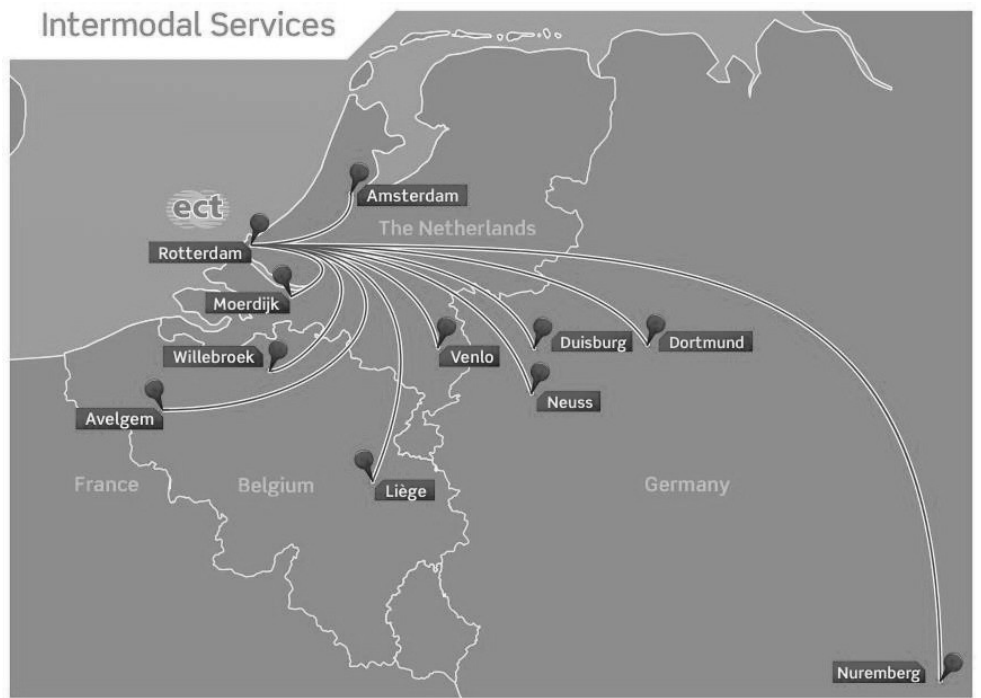 Intermodal Services
Amsterdam
ect
The Netherlands
Rotterdam
Moerdijk
Willebroek
Venlo
Duisburg
Dortmund
Neuss
Avelgem
France
Belgium
Liège
Germany
Nuremberg